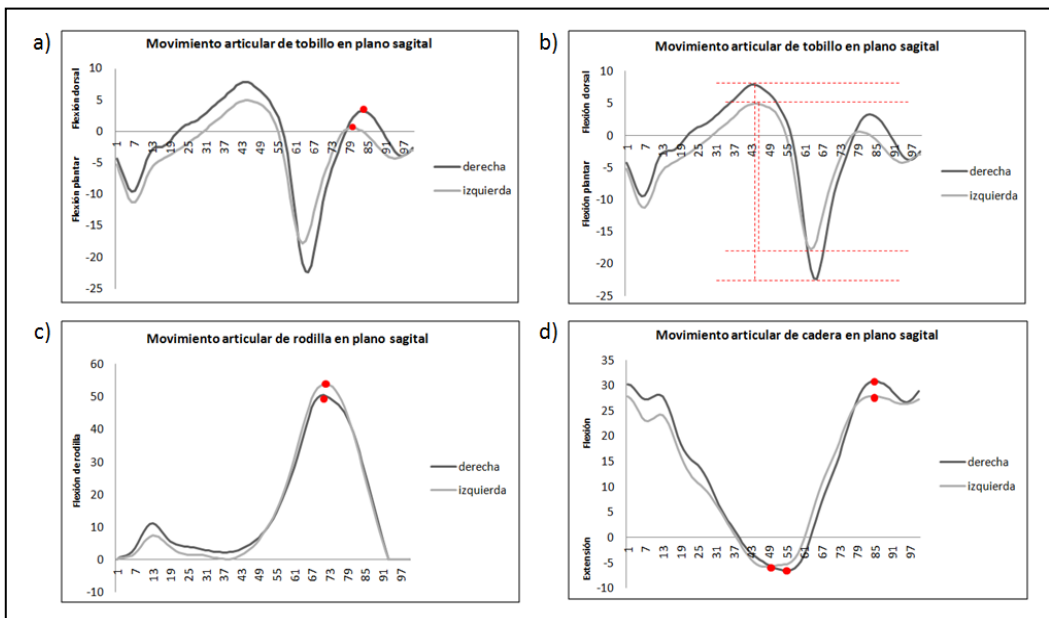 a)
Movimiento articular de tobillo en plano sagital
Flexión plantar Flexión dorsal
10
5
0
-5
-10
-15
-20
-25
1 7 13 19 25 31 37 43 49 55 61 67 73 79 85 91 97
derecha
izquierda
b)
Movimiento articular de tobillo en plano sagital
Flexión plantar Flexión dorsal
10
5
0
-5
-10
-15
-20
-25
1 7 13 19 25 31 37 43 49 55 61 67 73 79 85 91 97
derecha
izquierda
c)
Movimiento articular de rodilla en plano sagital
Flexión de rodilla
60
50
40
30
20
10
0
-10
1 7 13 19 25 31 37 43 49 55 61 67 73 79 85 91 97
derecha
izquierda
d)
Movimiento articular de cadera en plano sagital
Extensión Flexión
35
30
25
20
15
10
5
0
-5
-10
1 7 13 19 25 31 37 43 49 55 61 67 73 79 85 91 97
derecha
izquierda